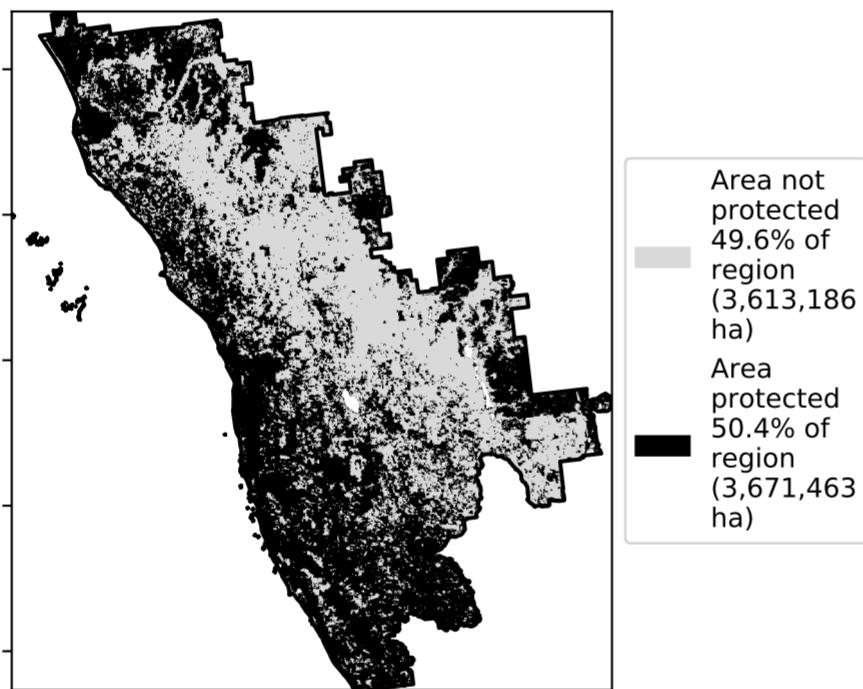 Area not
protected
49.6% of
region
(3,613,186
ha)
Area
protected
50.4% of
region
(3,671,463
ha)